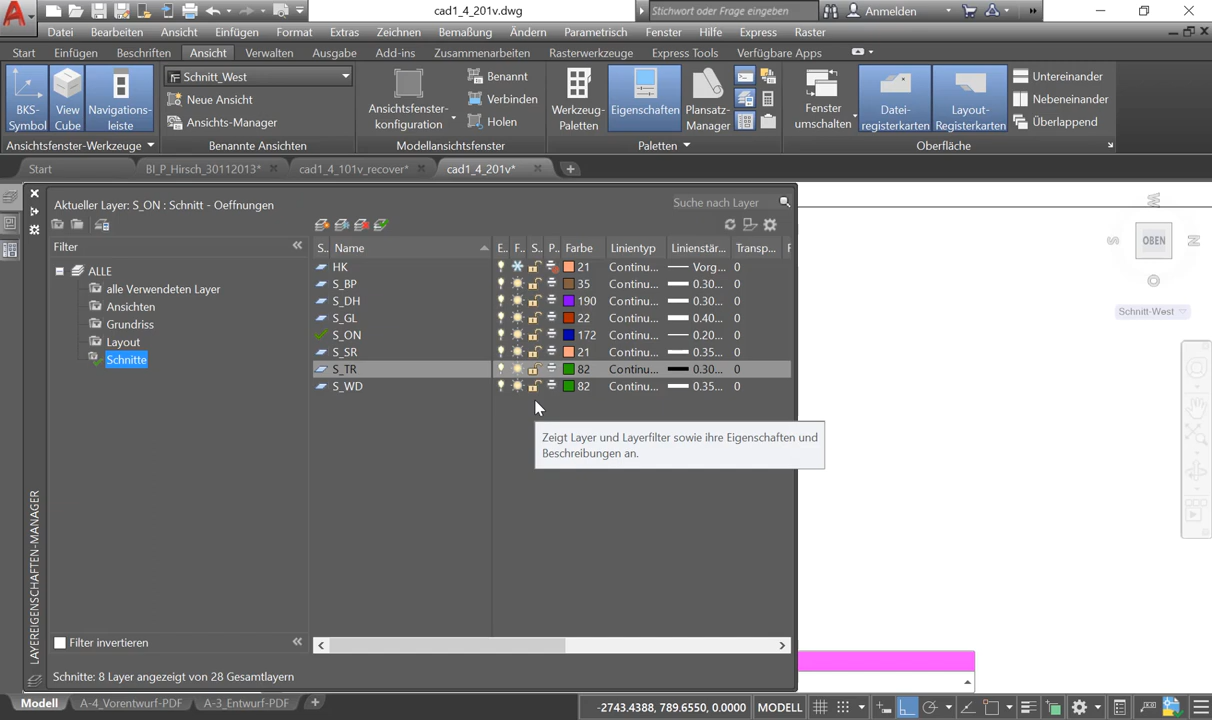 cad1_4_201v.dwg
Stichwort oder Frage eingeben
Anmelden
Datei Bearbeiten Ansicht Einfügen Format Extras Zeichnen Bemaßung Ändern Parametrisch Fenster Hilfe Express Raster
Start Einfügen Beschriften Ansicht Verwalten Ausgabe Add-ins Zusammenarbeiten Rasterwerkzeuge Express Tools Verfügbare Apps
BKS-Symbol
View Cube
Navigations-leiste
Schnitt_West
Neue Ansicht
Ansichts-Manager
Ansichtsfenster-konfiguration
Benannt
Verbinden
Holen
Werkzeug-Paletten
Eigenschaften
Plansatz-Manager
Fenster umschalten
Datei-registerkarten
Layout-Registerkarten
Untereinander
Nebeneinander
Überlappend
Ansichtsfenster-Werkzeuge Benannte Ansichten Modellansichtsfenster Paletten Oberfläche
Start BI_P_Hirsch_30112013* cad1_4_101v_recover* cad1_4_201v*
Aktueller Layer: S_ON : Schnitt - Oeffnungen
Suche nach Layer
Filter
ALLE
alle Verwendeten Layer
Ansichten
Grundriss
Layout
Schnitte
S.. Name E.. F.. S.. P.. Farbe Linientyp Linienstär... Transp...
HK 21 Continu... Vorg... 0
S_BP 35 Continu... 0.30... 0
S_DH 190 Continu... 0.30... 0
S_GL 22 Continu... 0.40... 0
S_ON 172 Continu... 0.20... 0
S_SR 21 Continu... 0.35... 0
S_TR 82 Continu... 0.30... 0
S_WD 82 Continu... 0.35... 0
Zeigt Layer und Layerfilter sowie ihre Eigenschaften und
Beschreibungen an.
W
S OBEN N
Schnitt-West
LAYEREIGENSCHAFTEN-MANAGER
Filter invertieren
Schnitte: 8 Layer angezeigt von 28 Gesamtlayern
Modell A-4_Vorentwurf-PDF A-3_Entwurf-PDF
-2743.4388, 789.6550, 0.0000 MODELL